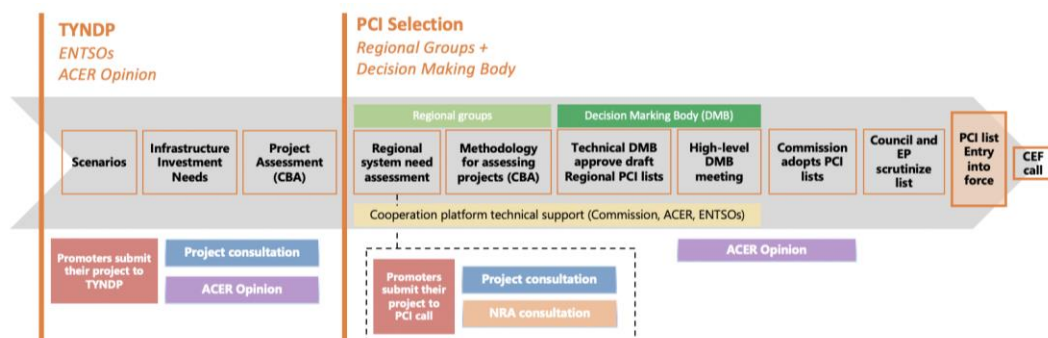 TYNDP
ENTSOs
ACER Opinion
PCI Selection
Regional Groups +
Decision Making Body
Regional groups
Decision Marking Body (DMB)
Scenarios
Infrastructure
Investment
Needs
Project
Assessment
(CBA)
Regional
system need
assessment
Methodology
for assessing
projects (CBA)
Technical DMB
approve draft
Regional PCI lists
High-level
DMB
meeting
Commission
adopts PCI
lists
Council and
EP
scrutinize
list
PCI list
Entry
into
force
CEF
call
Cooperation platform technical support (Commission, ACER, ENTSOs)
Promoters submit
their project to
TYNDP
Project consultation
ACER Opinion
Promoters
submit their
project to
PCI call
Project consultation
NRA consultation
ACER Opinion